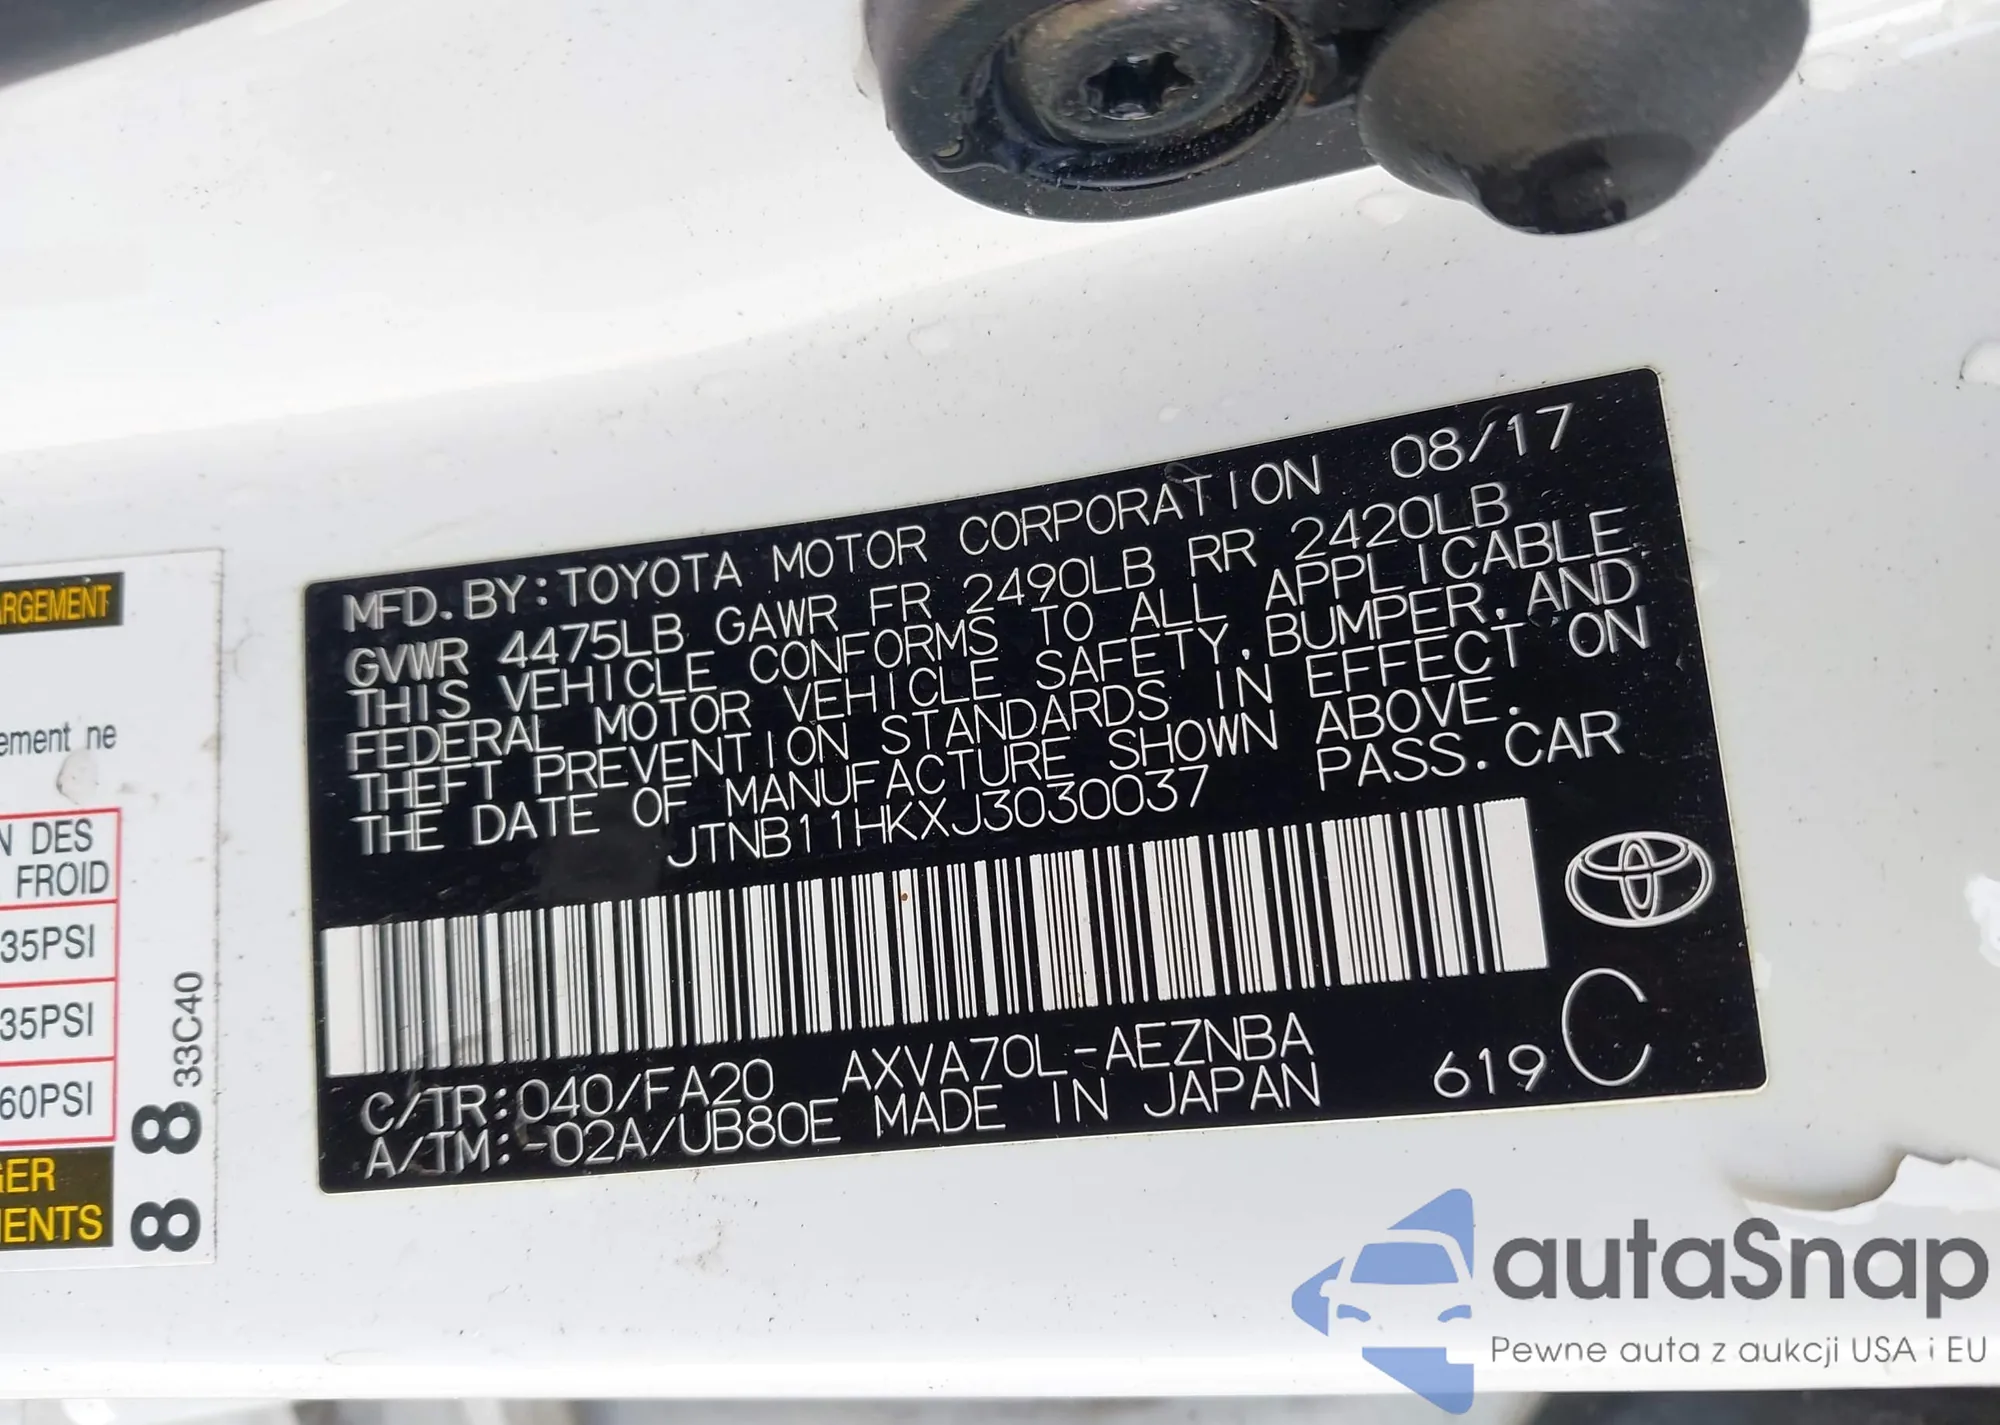 MFD.BY:TOYOTA MOTOR CORPORATION 08/17
GVWR 4475LB GAWR FR 2490LB RR 2420LB
THIS VEHICLE CONFORMS TO ALL APPLICABLE
FEDERAL MOTOR VEHICLE SAFETY,BUMPER,AND
THEFT PREVENTION STANDARDS IN EFFECT ON
THE DATE OF MANUFACTURE SHOWN ABOVE.
JTNB11HKXJ3030037 PASS.CAR
C/TR:040/FA20 AXVA70L-AEZNBA
A/TM:-02A/UB80E MADE IN JAPAN 619 C
ARGEMENT
ement ne
N DES
FROID
35PSI
35PSI
60PSI
GER
MENTS
8 8 33C40
autaSnap
Pewne auta z aukcji USA i EU